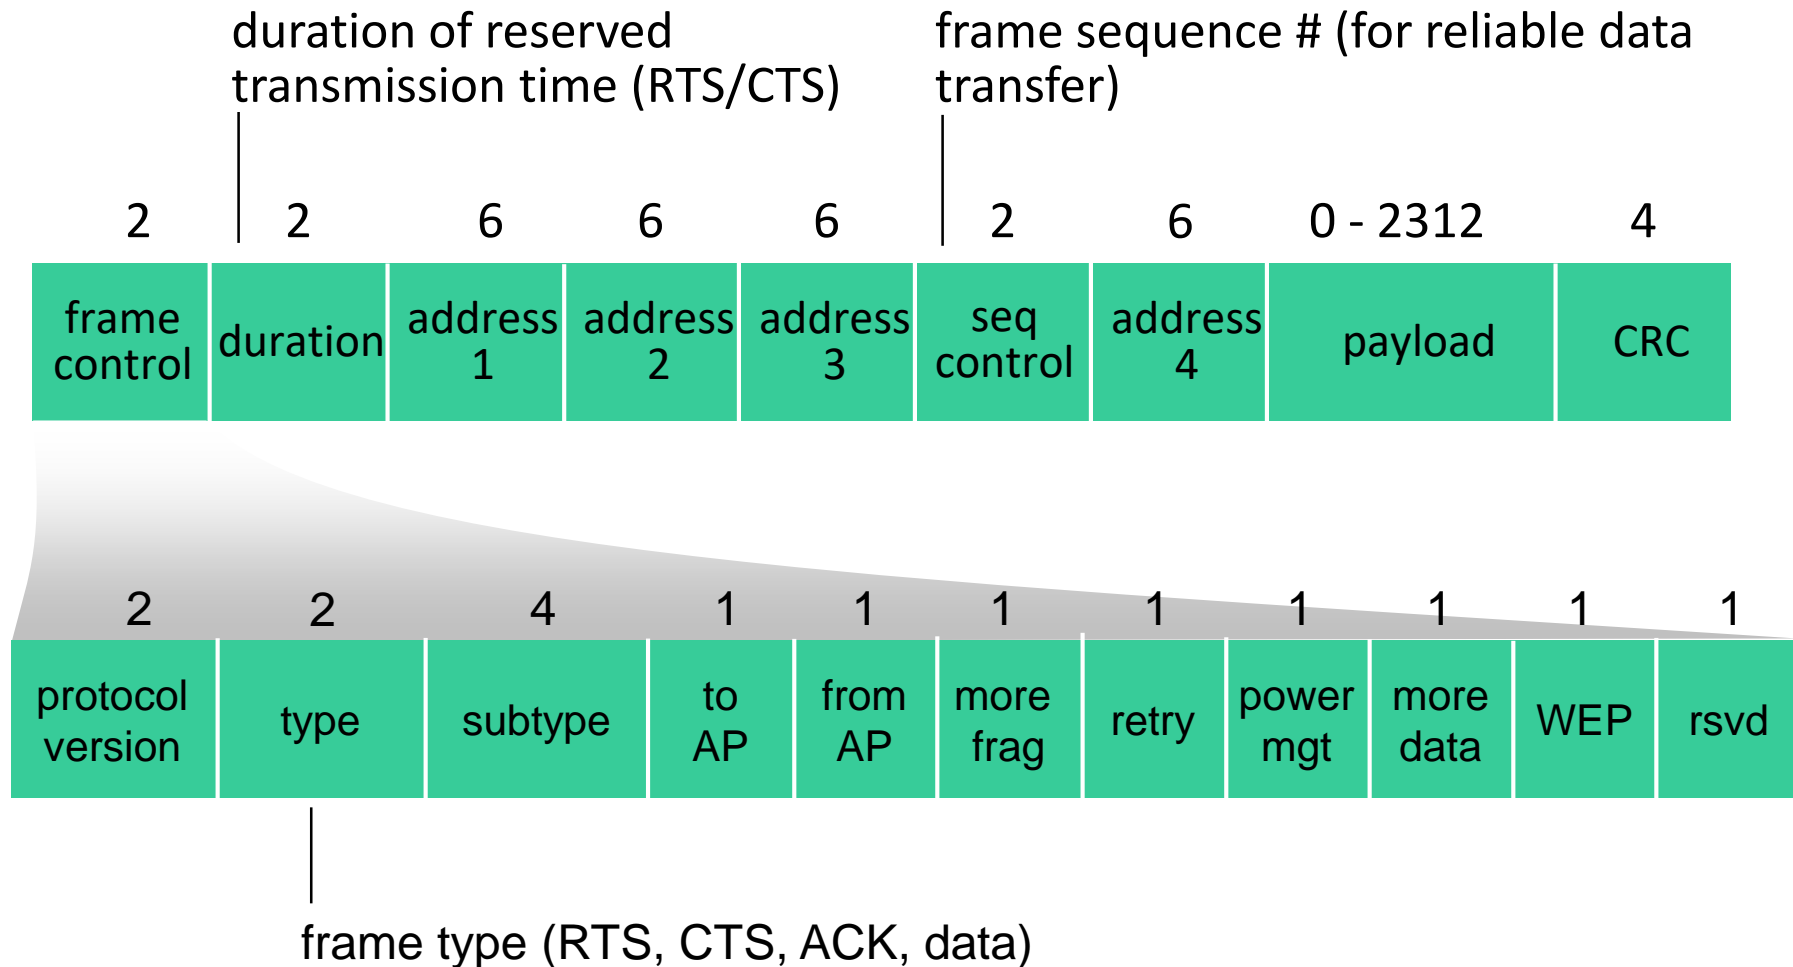 duration of reserved
transmission time (RTS/CTS)
frame sequence # (for reliable data
transfer)
2 2 6 6 6 2 6 0 - 2312 4
frame
control
duration
address
1
address
2
address
3
seq
control
address
4
payload
CRC
2 2 4 1 1 1 1 1 1 1 1
protocol
version
type
subtype
to
AP
from
AP
more
frag
retry
power
mgt
more
data
WEP
rsvd
frame type (RTS, CTS, ACK, data)